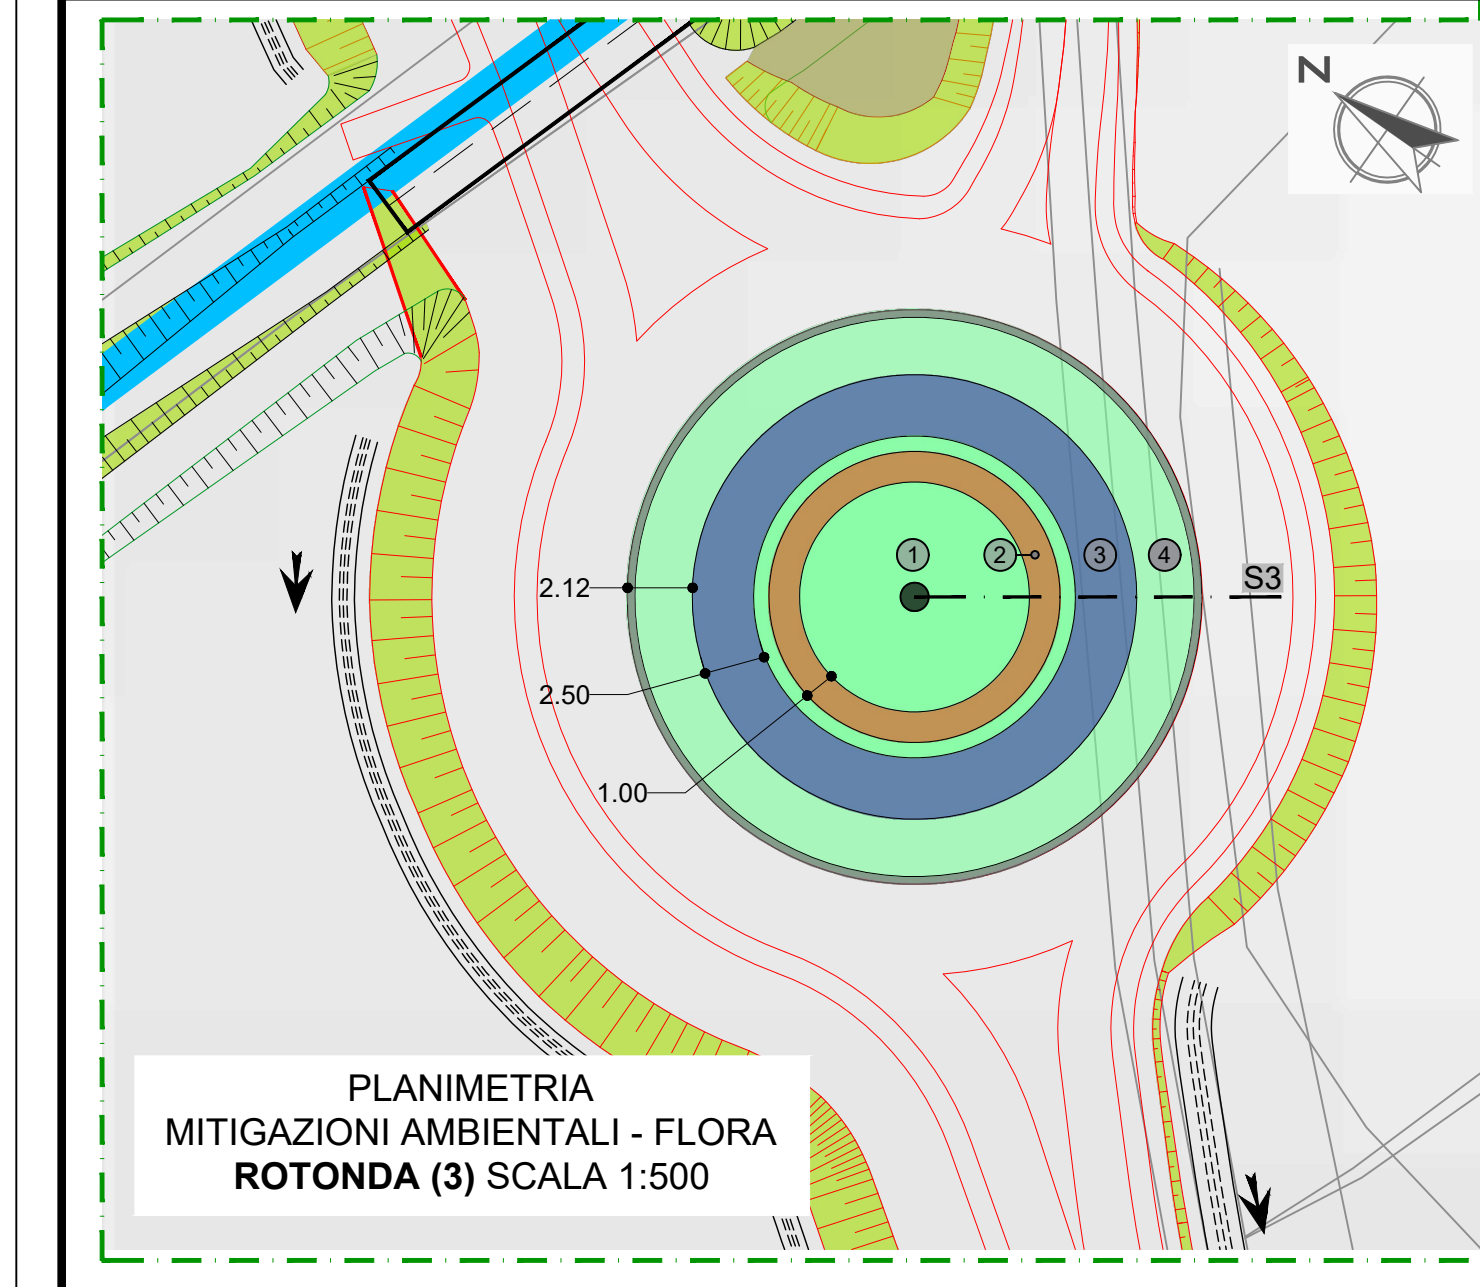 N
1
2
3
4
S3
2.12
2.50
1.00
PLANIMETRIA
MITIGAZIONI AMBIENTALI - FLORA
ROTONDA (3) SCALA 1:500